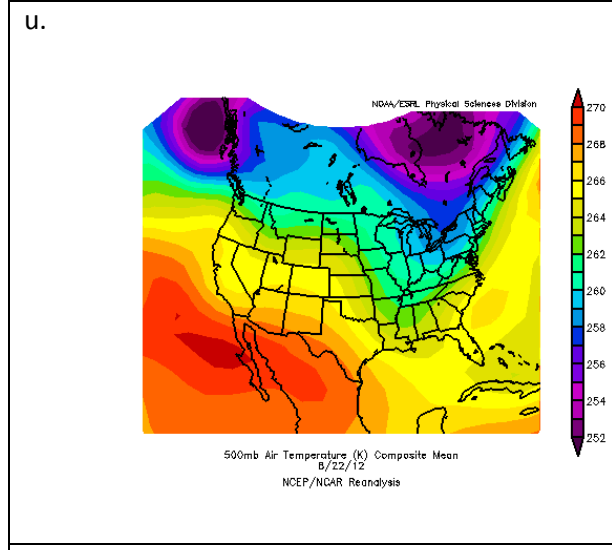 u.
NOAA/ESRL Physical Sciences Division
270
268
266
264
262
260
258
256
254
252
500mb Air Temperature (K) Composite Mean
8/22/12
NCEP/NCAR Reanalysis